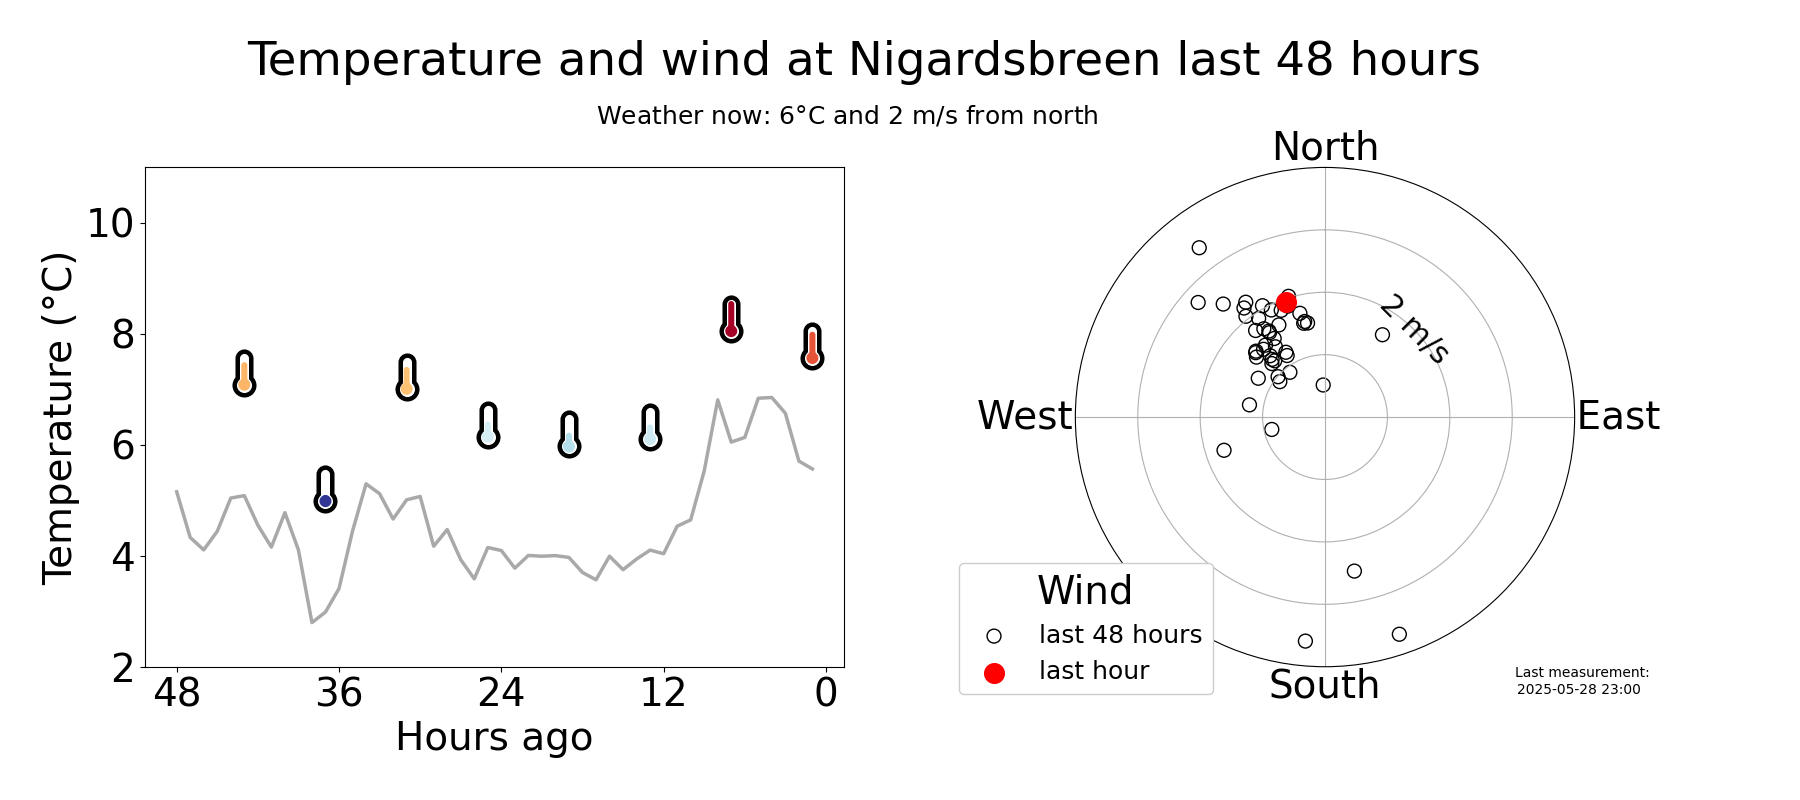 Temperature and wind at Nigardsbreen last 48 hours
Weather now: 6°C and 2 m/s from north
Temperature (°C)
10
8
6
4
2
48 36 24 12 0
Hours ago
North
West
East
South
2 m/s
Wind
last 48 hours
last hour
Last measurement:
2025-05-28 23:00